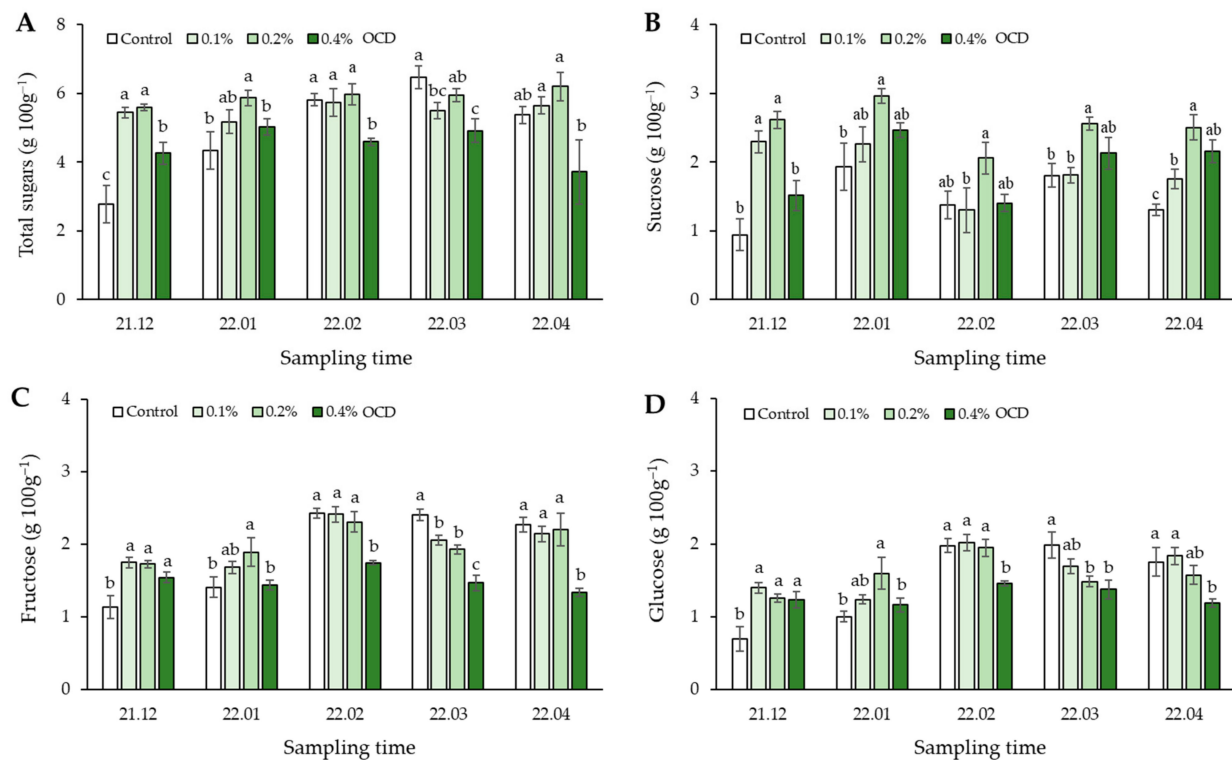 A
Control 0.1% 0.2% 0.4% OCD
Total sugars (g 100g⁻¹)
8
6
4
2
0
c a a b
b ab a b
a a a b
a bc ab c
ab a a b
21.12 22.01 22.02 22.03 22.04
Sampling time
B
Control 0.1% 0.2% 0.4% OCD
Sucrose (g 100g⁻¹)
4
3
2
1
0
b a a b
b ab a ab
ab b a ab
b b a ab
c b a ab
21.12 22.01 22.02 22.03 22.04
Sampling time
C
Control 0.1% 0.2% 0.4% OCD
Fructose (g 100g⁻¹)
4
3
2
1
0
b a a a
b ab a b
a a a b
a b b c
a a a b
21.12 22.01 22.02 22.03 22.04
Sampling time
D
Control 0.1% 0.2% 0.4% OCD
Glucose (g 100g⁻¹)
4
3
2
1
0
b a a a
b ab a b
a a a b
a ab b b
a a ab b
21.12 22.01 22.02 22.03 22.04
Sampling time